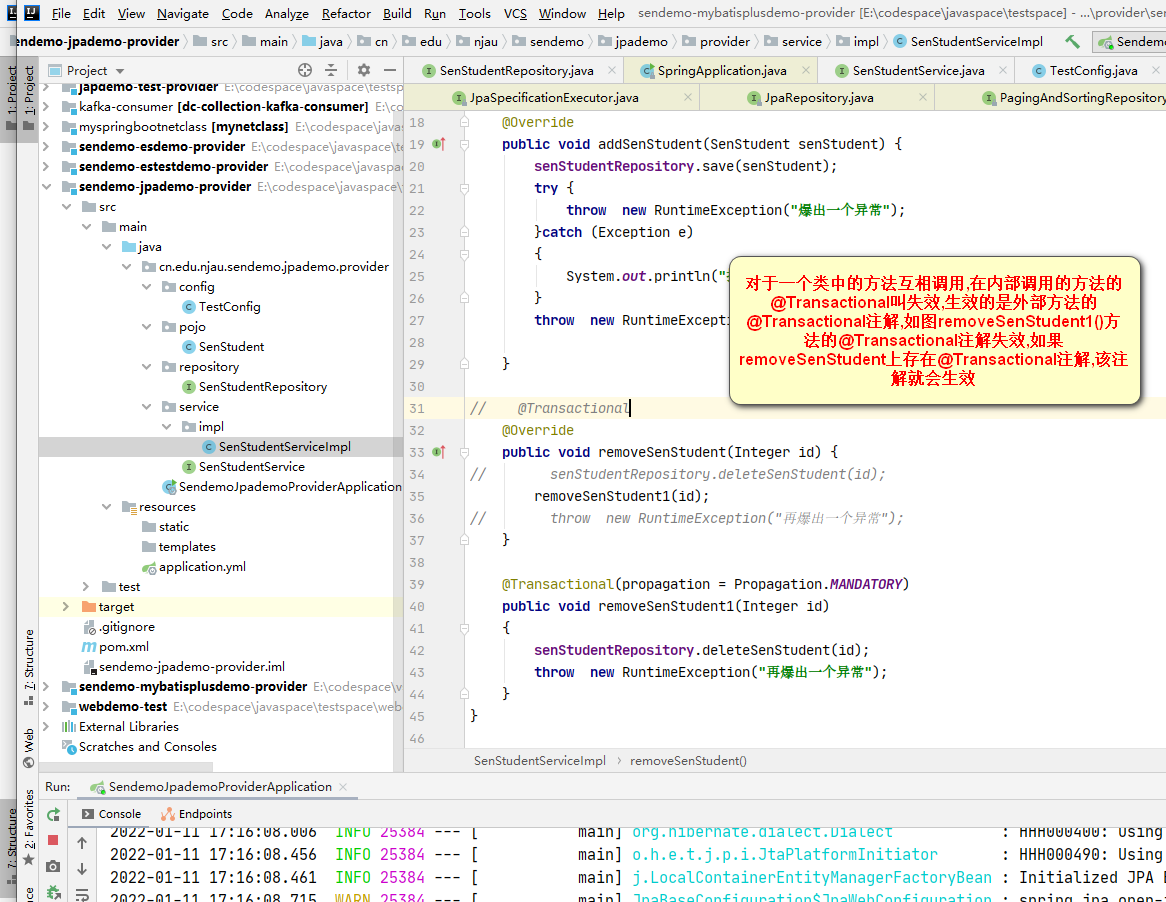 File Edit View Navigate Code Analyze Refactor Build Run Tools VCS Window Help sendemo-mybatisplusdemo-provider [E:\codespace\javaspace\testspace] - ...\provider\sen
endemo-jpademo-provider src main java cn edu njau sendemo jpademo provider service impl SenStudentServiceImpl Sendemo
Project
SenStudentRepository.java SpringApplication.java SenStudentService.java TestConfig.java
JpaSpecificationExecutor.java JpaRepository.java PagingAndSortingRepository
1: Project
1: Project
7: Structure
Web
2: Favorites
7: Structure
japdemo-test-provider E:\codespace\javaspace\testsp
kafka-consumer [dc-collection-kafka-consumer] E:\co
myspringbootnetclass [mynetclass] E:\codespace\javas
sendemo-esdemo-provider E:\codespace\javaspace\te
sendemo-estestdemo-provider E:\codespace\javaspa
sendemo-jpademo-provider E:\codespace\javaspace\
src
main
java
cn.edu.njau.sendemo.jpademo.provider
config
TestConfig
pojo
SenStudent
repository
SenStudentRepository
service
impl
SenStudentServiceImpl
SenStudentService
SendemoJpademoProviderApplication
resources
static
templates
application.yml
test
target
.gitignore
pom.xml
sendemo-jpademo-provider.iml
sendemo-mybatisplusdemo-provider E:\codespace\v
webdemo-test E:\codespace\javaspace\testspace\web
External Libraries
Scratches and Consoles
18 @Override
19 public void addSenStudent(SenStudent senStudent) {
20 senStudentRepository.save(senStudent);
21 try {
22 throw new RuntimeException("爆出一个异常");
23 }catch (Exception e)
24 {
25 System.out.println("
26 }
27 throw new RuntimeExcepti
28
29 }
30
31 // @Transactional
32 @Override
33 public void removeSenStudent(Integer id) {
34 // senStudentRepository.deleteSenStudent(id);
35 removeSenStudent1(id);
36 // throw new RuntimeException("再爆出一个异常");
37 }
38
39 @Transactional(propagation = Propagation.MANDATORY)
40 public void removeSenStudent1(Integer id)
41 {
42 senStudentRepository.deleteSenStudent(id);
43 throw new RuntimeException("再爆出一个异常");
44 }
45 }
46
对于一个类中的方法互相调用,在内部调用的方法的
@Transactional叫失效,生效的是外部方法的
@Transactional注解,如图removeSenStudent1()方
法的@Transactional注解失效,如果
removeSenStudent上存在@Transactional注解,该注
解就会生效
SenStudentServiceImpl › removeSenStudent()
Run: SendemoJpademoProviderApplication
Console Endpoints
2022-01-11 17:16:08.006 INFO 25384 --- [ main] org.hibernate.dialect.Dialect : HHH000400: Using
2022-01-11 17:16:08.456 INFO 25384 --- [ main] o.h.e.t.j.p.i.JtaPlatformInitiator : HHH000490: Using
2022-01-11 17:16:08.461 INFO 25384 --- [ main] j.LocalContainerEntityManagerFactoryBean : Initialized JPA E
2022-01-11 17:16:08.715 WARN 25384 --- [ main] JpaBaseConfiguration$JpaWebConfiguration : spring.jpa.open-i